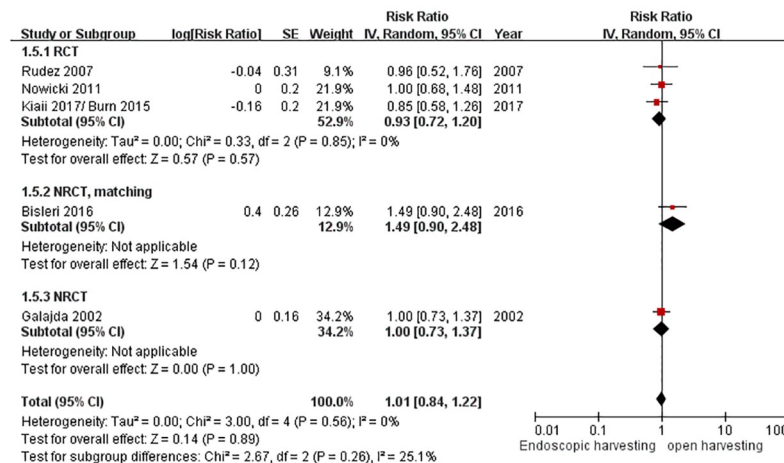 Risk Ratio Risk Ratio
Study or Subgroup log[Risk Ratio] SE Weight IV, Random, 95% CI Year IV, Random, 95% CI
1.5.1 RCT
Rudez 2007 -0.04 0.31 9.1% 0.96 [0.52, 1.76] 2007
Nowicki 2011 0 0.2 21.9% 1.00 [0.68, 1.48] 2011
Kiaii 2017/ Burn 2015 -0.16 0.2 21.9% 0.85 [0.58, 1.26] 2017
Subtotal (95% CI) 52.9% 0.93 [0.72, 1.20]
Heterogeneity: Tau² = 0.00; Chi² = 0.33, df = 2 (P = 0.85); I² = 0%
Test for overall effect: Z = 0.57 (P = 0.57)
1.5.2 NRCT, matching
Bisleri 2016 0.4 0.26 12.9% 1.49 [0.90, 2.48] 2016
Subtotal (95% CI) 12.9% 1.49 [0.90, 2.48]
Heterogeneity: Not applicable
Test for overall effect: Z = 1.54 (P = 0.12)
1.5.3 NRCT
Galajda 2002 0 0.16 34.2% 1.00 [0.73, 1.37] 2002
Subtotal (95% CI) 34.2% 1.00 [0.73, 1.37]
Heterogeneity: Not applicable
Test for overall effect: Z = 0.00 (P = 1.00)
Total (95% CI) 100.0% 1.01 [0.84, 1.22]
Heterogeneity: Tau² = 0.00; Chi² = 3.00, df = 4 (P = 0.56); I² = 0%
Test for overall effect: Z = 0.14 (P = 0.89)
Test for subgroup differences: Chi² = 2.67, df = 2 (P = 0.26), I² = 25.1%
0.01 0.1 1 10 100
Endoscopic harvesting open harvesting